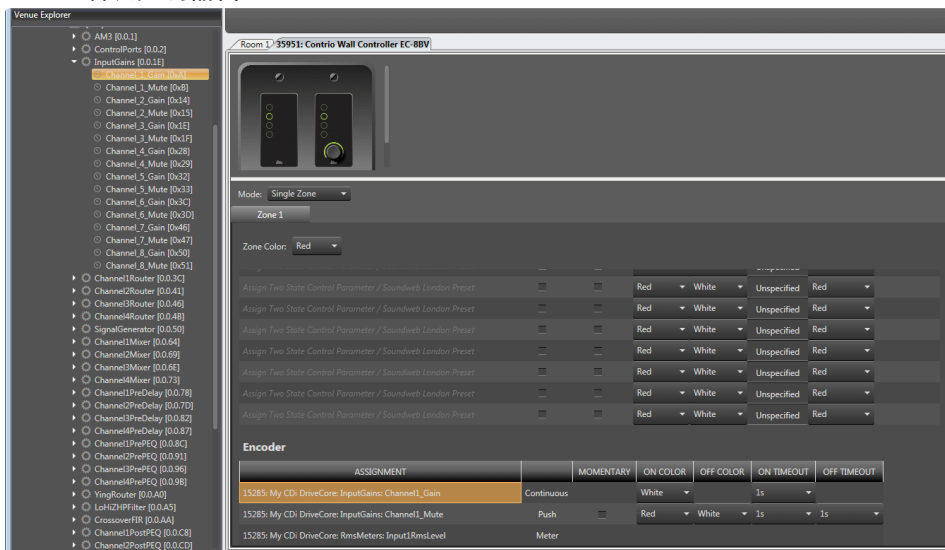 Venue Explorer
AM3 [0.0.1]
ControlPorts [0.0.2]
InputGains [0.0.1E]
Channel_1_Gain [0xA]
Channel_1_Mute [0xB]
Channel_2_Gain [0x14]
Channel_2_Mute [0x15]
Channel_3_Gain [0x1E]
Channel_3_Mute [0x1F]
Channel_4_Gain [0x28]
Channel_4_Mute [0x29]
Channel_5_Gain [0x32]
Channel_5_Mute [0x33]
Channel_6_Gain [0x3C]
Channel_6_Mute [0x3D]
Channel_7_Gain [0x46]
Channel_7_Mute [0x47]
Channel_8_Gain [0x50]
Channel_8_Mute [0x51]
Channel1Router [0.0.3C]
Channel2Router [0.0.41]
Channel3Router [0.0.46]
Channel4Router [0.0.4B]
SignalGenerator [0.0.50]
Channel1Mixer [0.0.64]
Channel2Mixer [0.0.69]
Channel3Mixer [0.0.6E]
Channel4Mixer [0.0.73]
Channel1PreDelay [0.0.78]
Channel2PreDelay [0.0.7D]
Channel3PreDelay [0.0.82]
Channel4PreDelay [0.0.87]
Channel1PrePEQ [0.0.8C]
Channel2PrePEQ [0.0.91]
Channel3PrePEQ [0.0.96]
Channel4PrePEQ [0.0.9B]
YingRouter [0.0.A0]
LoHiZHPFilter [0.0.A5]
CrossoverFIR [0.0.AA]
Channel1PostPEQ [0.0.C8]
Channel2PostPEQ [0.0.CD]
Room 1 35951: Contrio Wall Controller EC-8BV
Mode: Single Zone
Zone 1
Zone Color: Red
Assign Two State Control Parameter / Soundweb London Preset Red White Unspecified Red
Assign Two State Control Parameter / Soundweb London Preset Red White Unspecified Red
Assign Two State Control Parameter / Soundweb London Preset Red White Unspecified Red
Assign Two State Control Parameter / Soundweb London Preset Red White Unspecified Red
Assign Two State Control Parameter / Soundweb London Preset Red White Unspecified Red
Assign Two State Control Parameter / Soundweb London Preset Red White Unspecified Red
Assign Two State Control Parameter / Soundweb London Preset Red White Unspecified Red
Encoder
ASSIGNMENT MOMENTARY ON COLOR OFF COLOR ON TIMEOUT OFF TIMEOUT
15285: My CDi DriveCore: InputGains: Channel1_Gain Continuous White 1s
15285: My CDi DriveCore: InputGains: Channel1_Mute Push Red White 1s 1s
15285: My CDi DriveCore: RmsMeters: Input1RmsLevel Meter